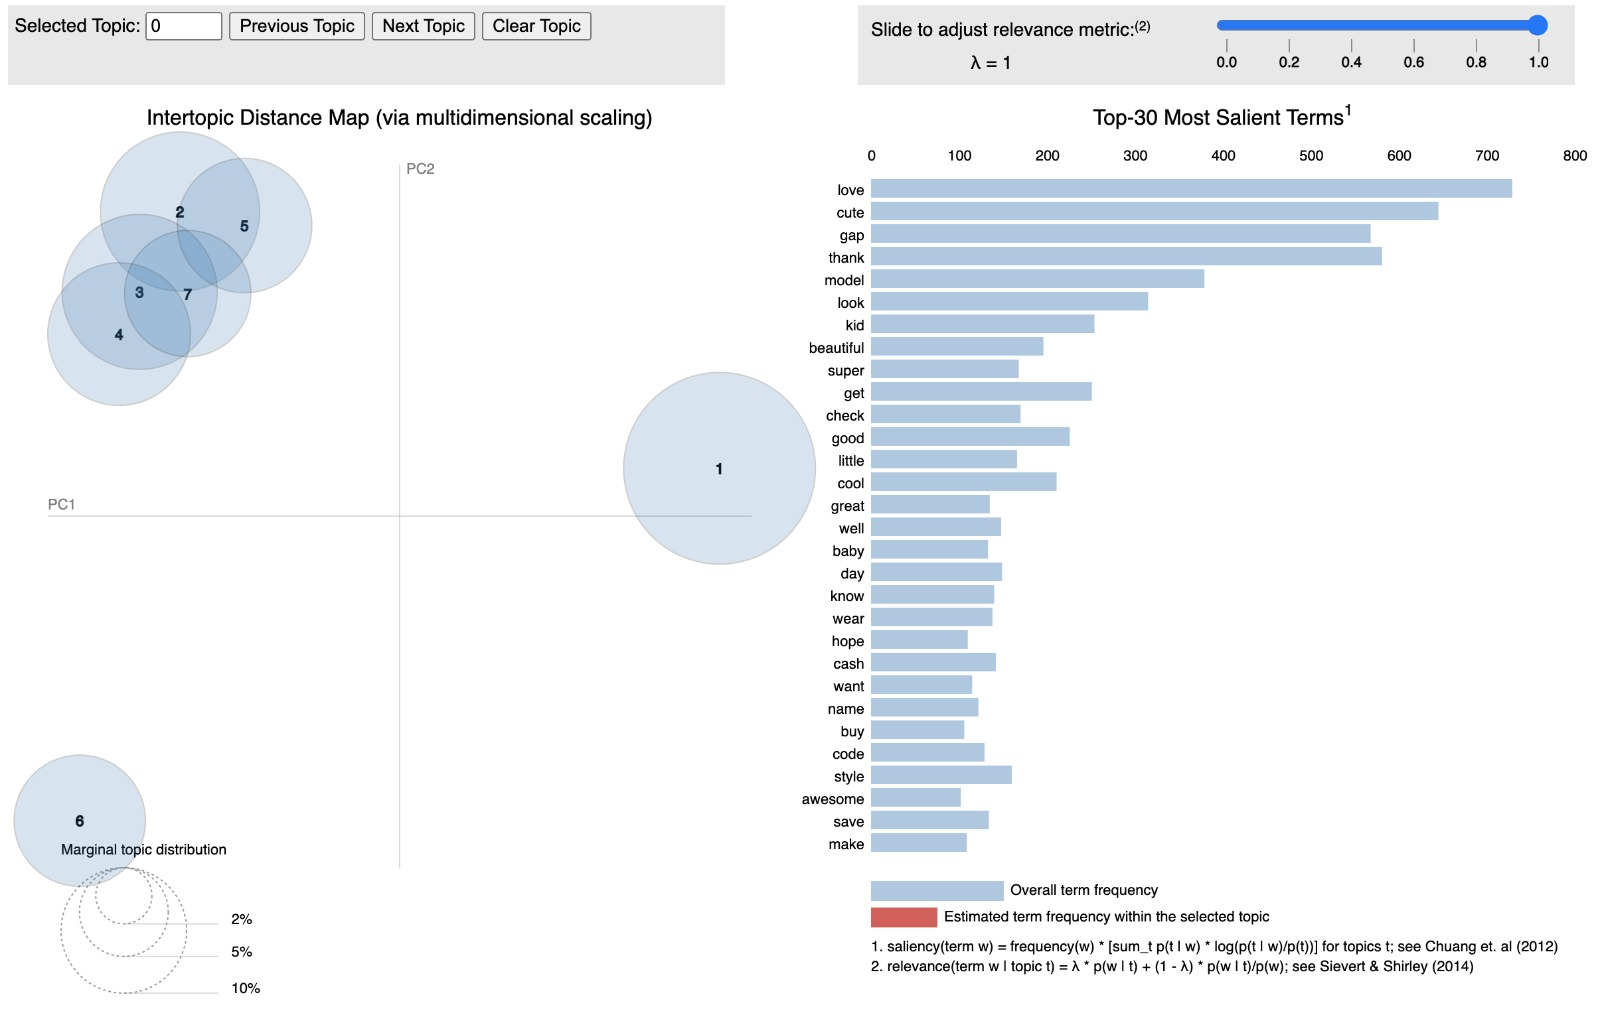 Selected Topic: 0 Previous Topic Next Topic Clear Topic
Slide to adjust relevance metric:(2)
λ = 1
0.0 0.2 0.4 0.6 0.8 1.0
Intertopic Distance Map (via multidimensional scaling)
PC2
2
5
3
7
4
1
PC1
6
Marginal topic distribution
2%
5%
10%
Top-30 Most Salient Terms1
0 100 200 300 400 500 600 700 800
love
cute
gap
thank
model
look
kid
beautiful
super
get
check
good
little
cool
great
well
baby
day
know
wear
hope
cash
want
name
buy
code
style
awesome
save
make
Overall term frequency
Estimated term frequency within the selected topic
1. saliency(term w) = frequency(w) * [sum_t p(t | w) * log(p(t | w)/p(t))] for topics t; see Chuang et. al (2012)
2. relevance(term w | topic t) = λ * p(w | t) + (1 - λ) * p(w | t)/p(w); see Sievert & Shirley (2014)